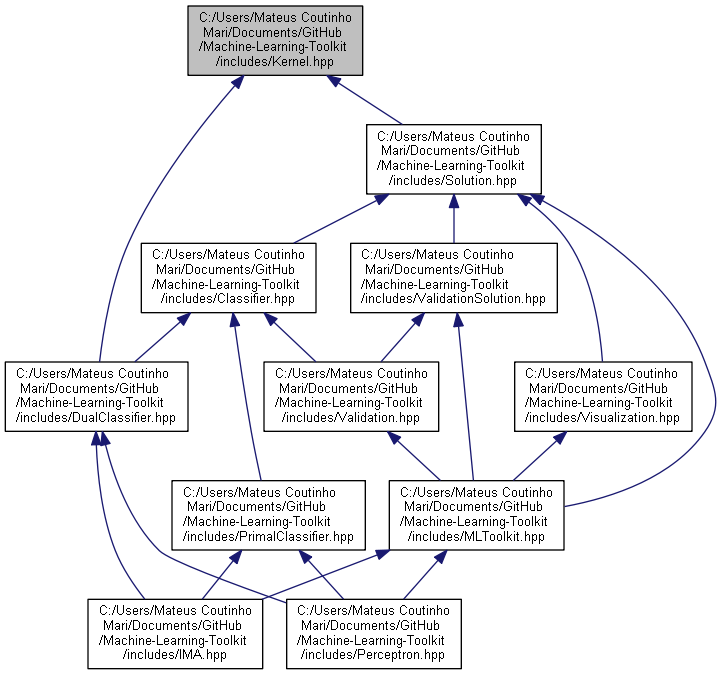 C:/Users/Mateus Coutinho
Mari/Documents/GitHub
/Machine-Learning-Toolkit
/includes/Kernel.hpp
C:/Users/Mateus Coutinho
Mari/Documents/GitHub
/Machine-Learning-Toolkit
/includes/Solution.hpp
C:/Users/Mateus Coutinho
Mari/Documents/GitHub
/Machine-Learning-Toolkit
/includes/Classifier.hpp
C:/Users/Mateus Coutinho
Mari/Documents/GitHub
/Machine-Learning-Toolkit
/includes/ValidationSolution.hpp
C:/Users/Mateus Coutinho
Mari/Documents/GitHub
/Machine-Learning-Toolkit
/includes/DualClassifier.hpp
C:/Users/Mateus Coutinho
Mari/Documents/GitHub
/Machine-Learning-Toolkit
/includes/Validation.hpp
C:/Users/Mateus Coutinho
Mari/Documents/GitHub
/Machine-Learning-Toolkit
/includes/Visualization.hpp
C:/Users/Mateus Coutinho
Mari/Documents/GitHub
/Machine-Learning-Toolkit
/includes/PrimalClassifier.hpp
C:/Users/Mateus Coutinho
Mari/Documents/GitHub
/Machine-Learning-Toolkit
/includes/MLToolkit.hpp
C:/Users/Mateus Coutinho
Mari/Documents/GitHub
/Machine-Learning-Toolkit
/includes/IMA.hpp
C:/Users/Mateus Coutinho
Mari/Documents/GitHub
/Machine-Learning-Toolkit
/includes/Perceptron.hpp